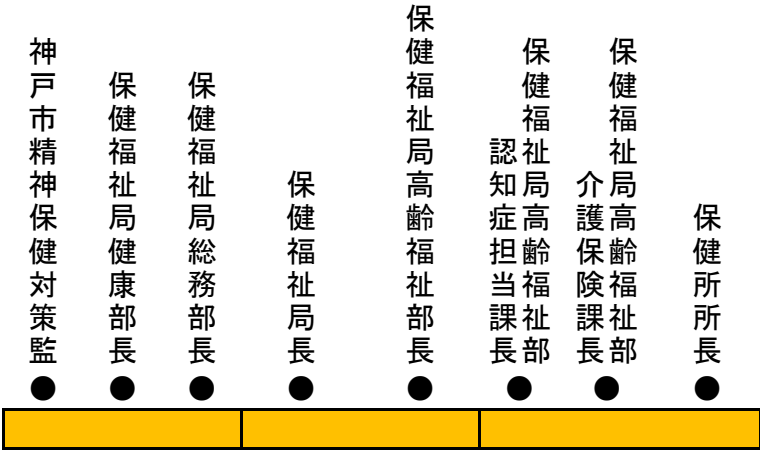 保健所所長
保健福祉局高齢福祉部
介護保険課長
保健福祉局高齢福祉部
認知症担当課長
保健福祉局高齢福祉部長
保健福祉局長
保健福祉局総務部長
保健福祉局健康部長
神戸市精神保健対策監